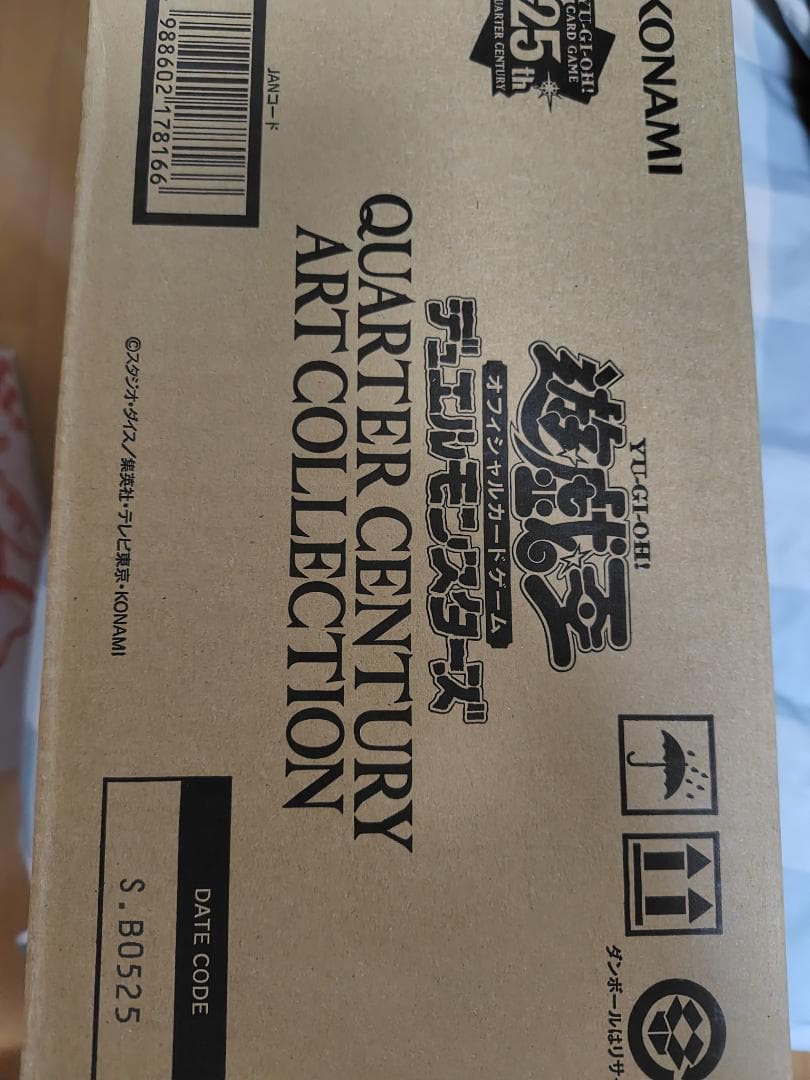 KONAMI
YU-GI-OH!
CARD GAME
25th
QUARTER CENTURY
YU-GI-OH!
遊戯王
オフィシャルカードゲーム
デュエルモンスターズ
QUARTER CENTURY
ART COLLECTION
JANコード
988602 178166
©スタジオ・ダイス/集英社・テレビ東京・KONAMI
DATE CODE
S.B0525
ダンボールはリサ